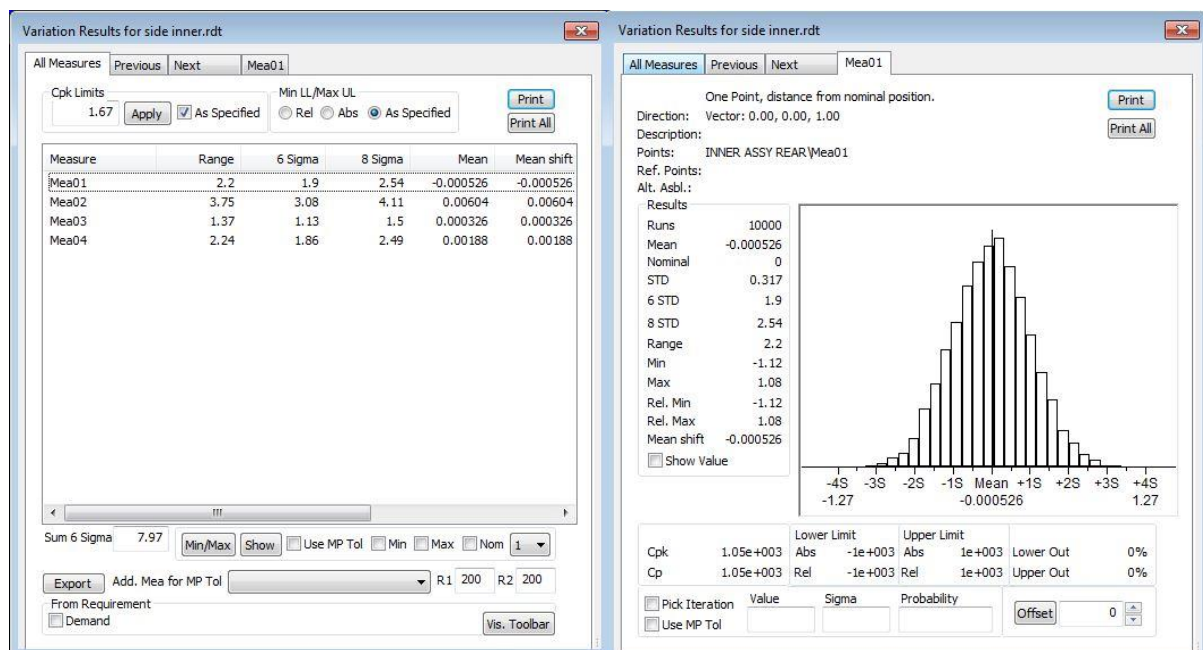 Variation Results for side inner.rdt
All Measures Previous Next Mea01
Cpk Limits
1.67 Apply As Specified
Min LL/Max UL
Rel Abs As Specified
Print
Print All
Measure Range 6 Sigma 8 Sigma Mean Mean shift
Mea01 2.2 1.9 2.54 -0.000526 -0.000526
Mea02 3.75 3.08 4.11 0.00604 0.00604
Mea03 1.37 1.13 1.5 0.000326 0.000326
Mea04 2.24 1.86 2.49 0.00188 0.00188
Sum 6 Sigma 7.97 Min/Max Show Use MP Tol Min Max Nom 1
Export Add. Mea for MP Tol R1 200 R2 200
From Requirement
Demand
Vis. Toolbar
Variation Results for side inner.rdt
All Measures Previous Next Mea01
One Point, distance from nominal position.
Direction: Vector: 0.00, 0.00, 1.00
Description:
Points: INNER ASSY REAR\Mea01
Ref. Points:
Alt. Asbl.:
Print
Print All
Results
Runs 10000
Mean -0.000526
Nominal 0
STD 0.317
6 STD 1.9
8 STD 2.54
Range 2.2
Min -1.12
Max 1.08
Rel. Min -1.12
Rel. Max 1.08
Mean shift -0.000526
Show Value
-4S -3S -2S -1S Mean +1S +2S +3S +4S
-1.27 -0.000526 1.27
Lower Limit Upper Limit
Cpk 1.05e+003 Abs -1e+003 Abs 1e+003 Lower Out 0%
Cp 1.05e+003 Rel -1e+003 Rel 1e+003 Upper Out 0%
Pick Iteration Value Sigma Probability
Use MP Tol
Offset 0